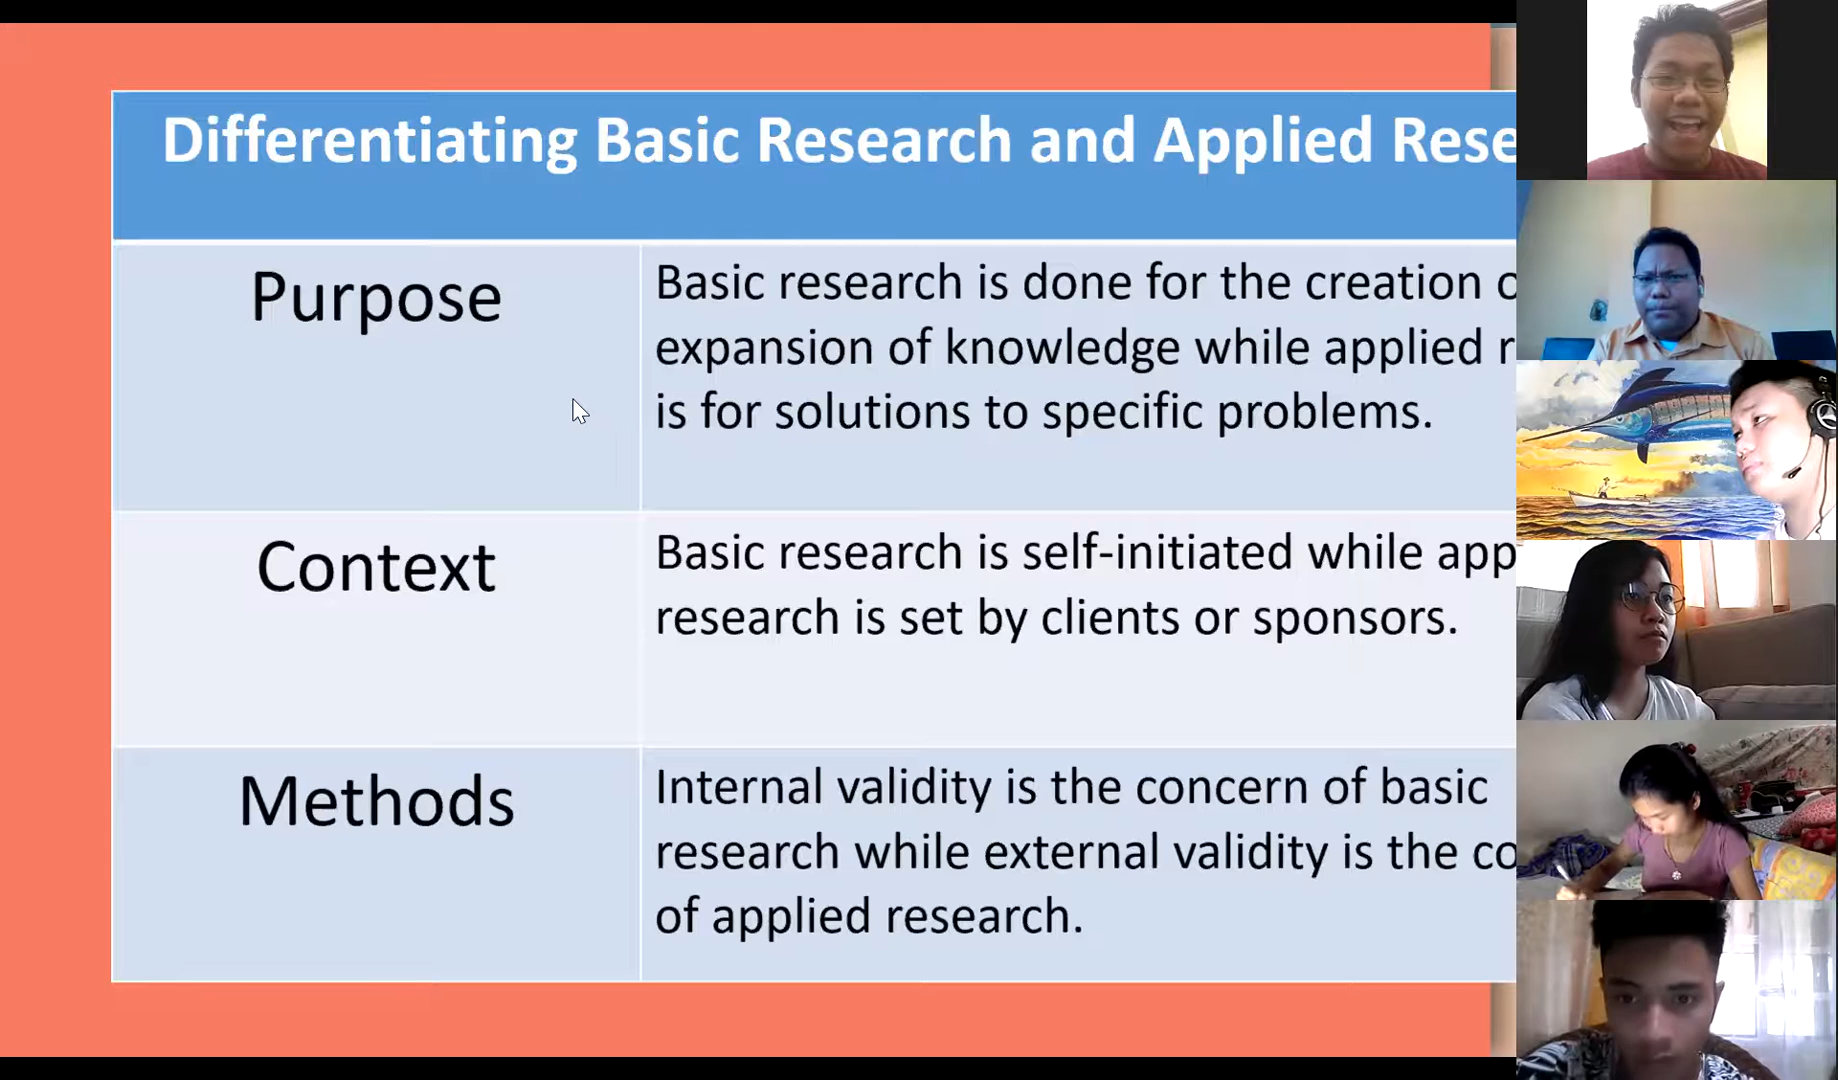 Differentiating Basic Research and Applied Rese
Purpose
Basic research is done for the creation
expansion of knowledge while applied
is for solutions to specific problems.
Context
Basic research is self-initiated while app
research is set by clients or sponsors.
Methods
Internal validity is the concern of basic
research while external validity is the co
of applied research.